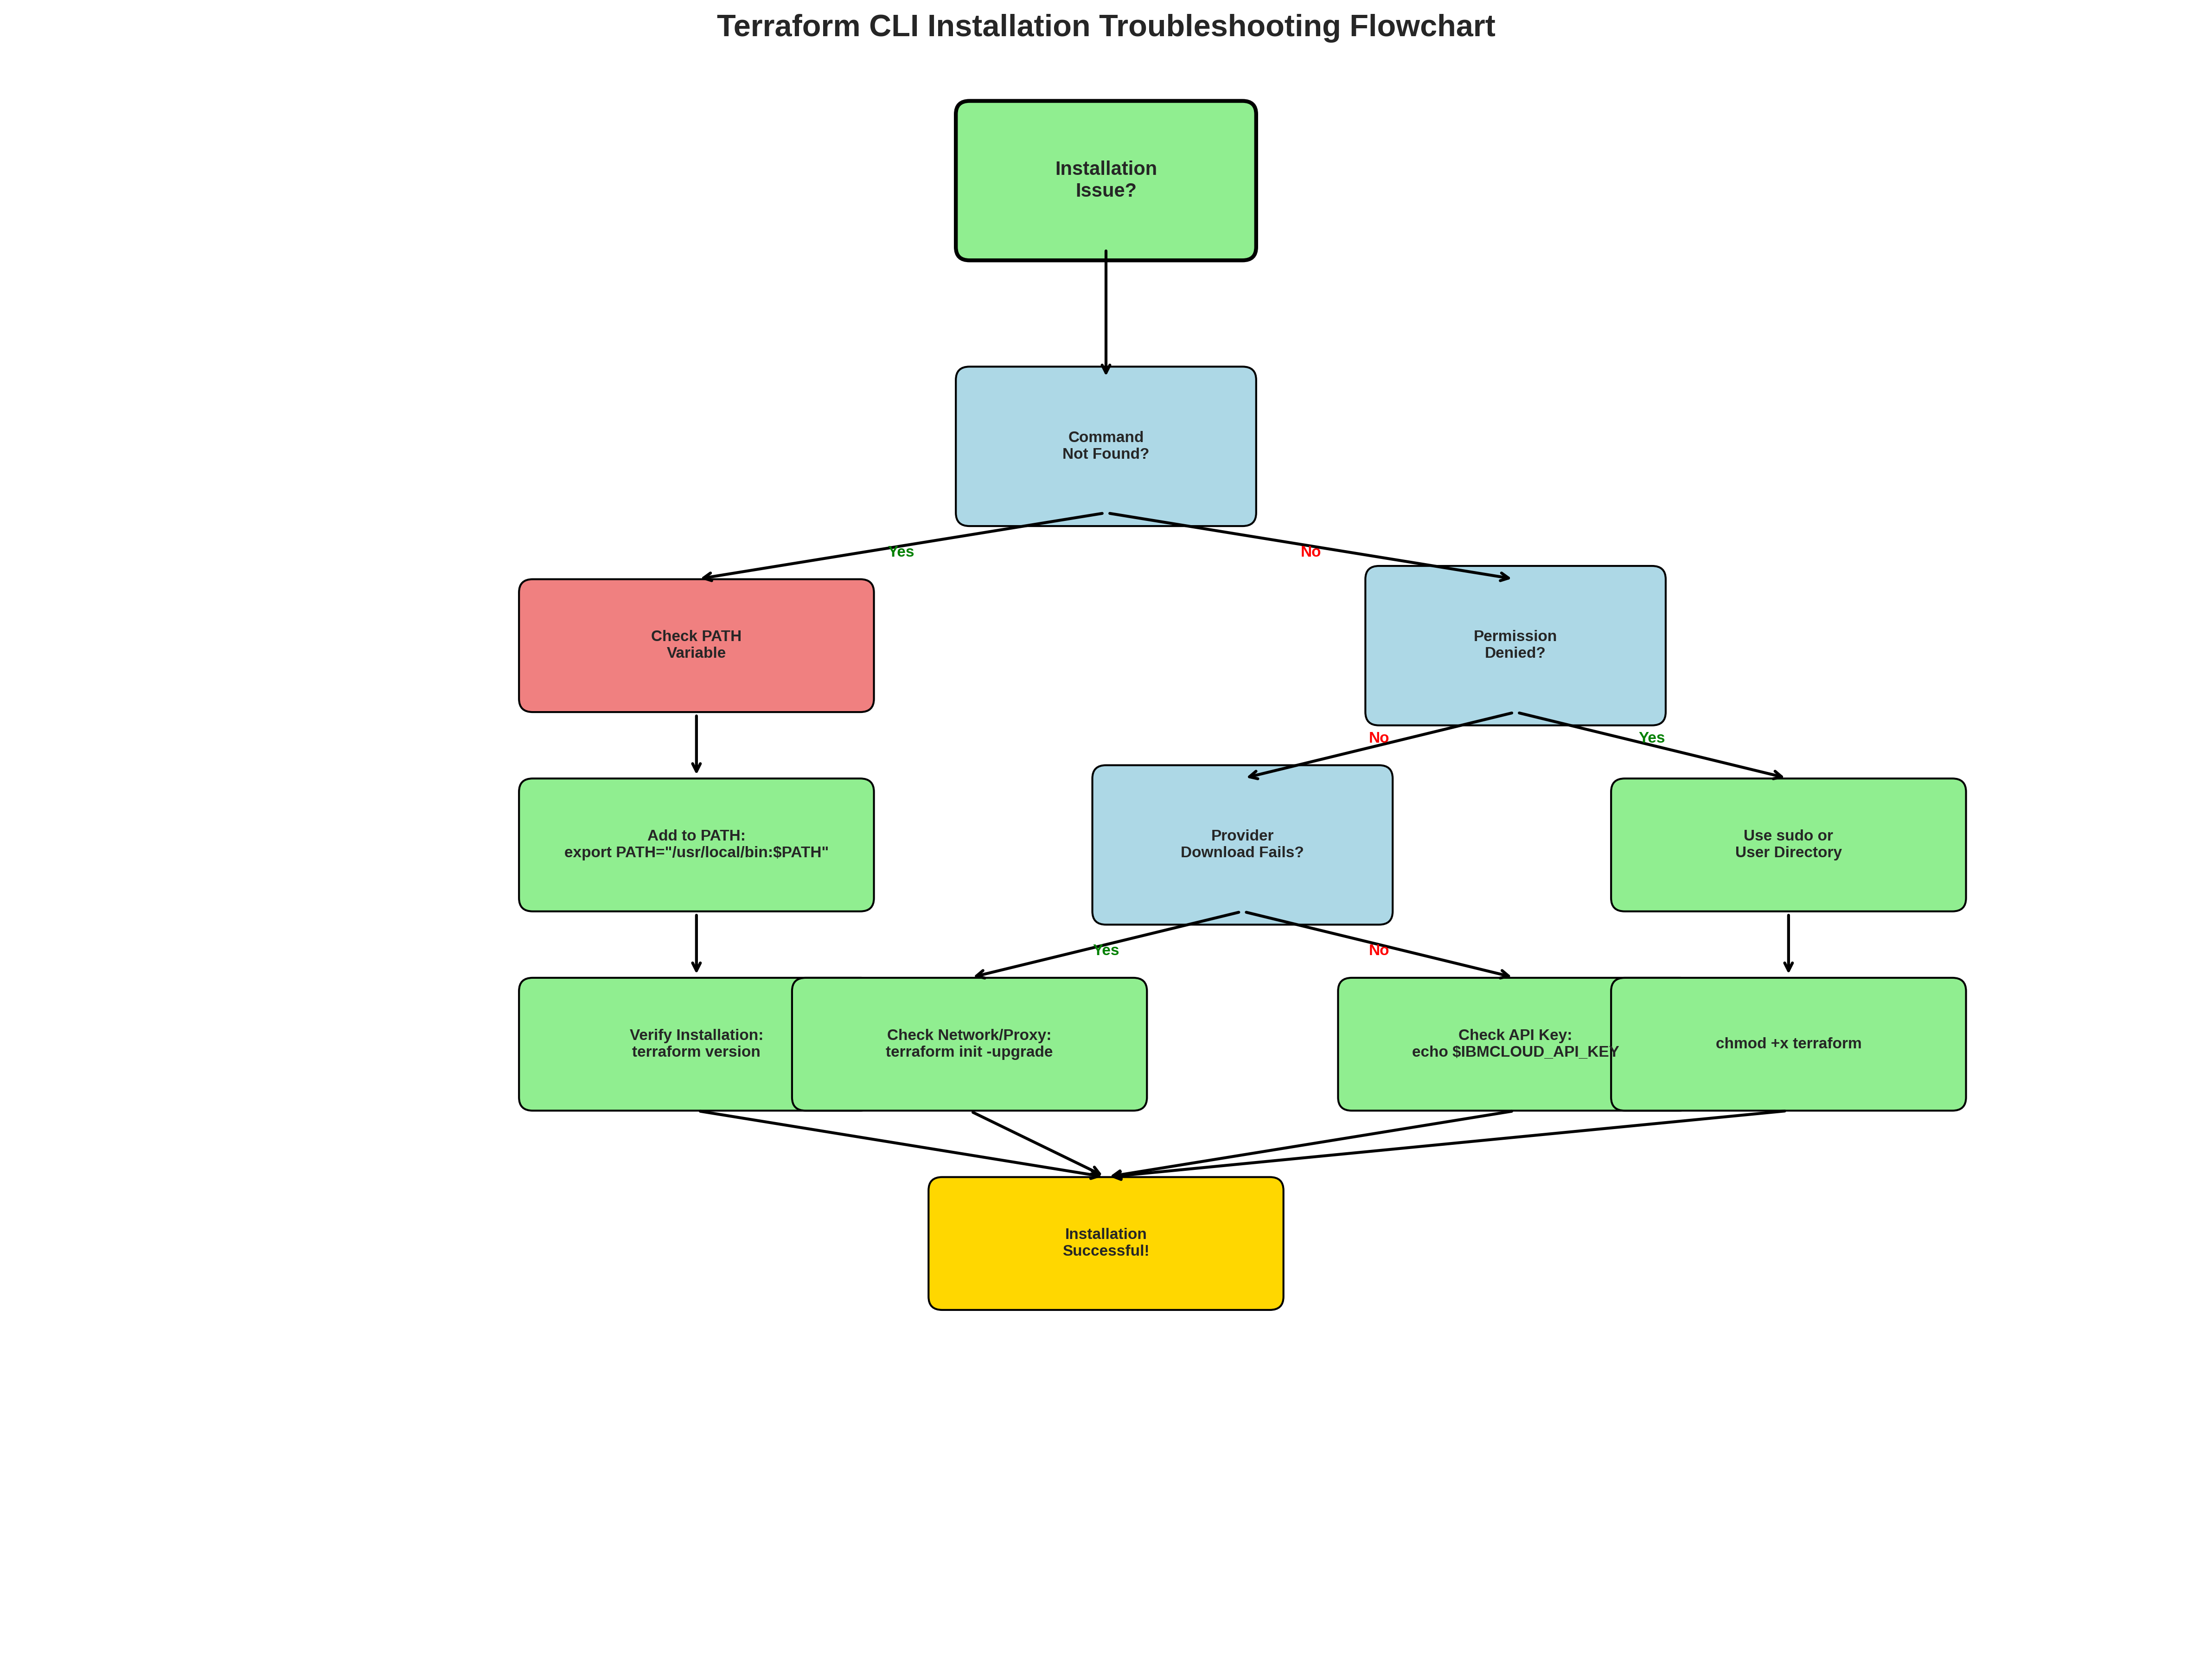 Terraform CLI Installation Troubleshooting Flowchart
Installation
Issue?
Command
Not Found?
Yes
No
Check PATH
Variable
Permission
Denied?
No
Yes
Add to PATH:
export PATH="/usr/local/bin:$PATH"
Provider
Download Fails?
Use sudo or
User Directory
Yes
No
Verify Installation:
terraform version
Check Network/Proxy:
terraform init -upgrade
Check API Key:
echo $IBMCLOUD_API_KEY
chmod +x terraform
Installation
Successful!